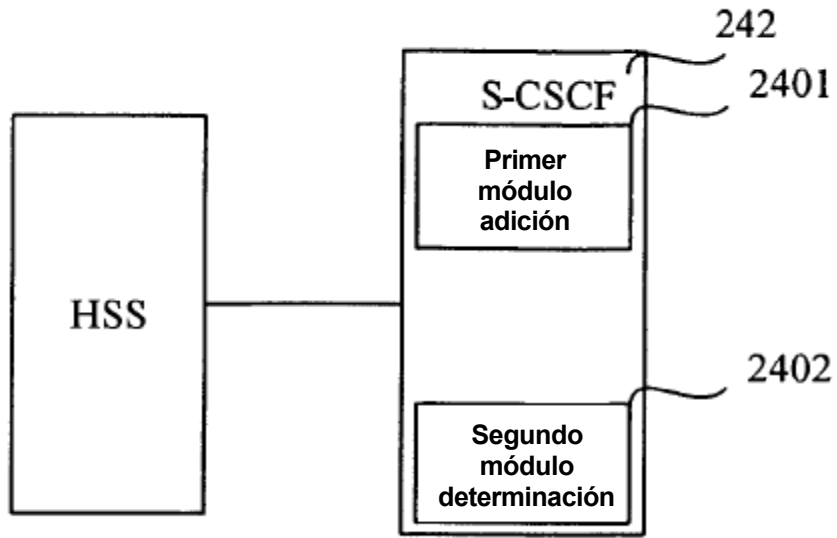 242
S-CSCF
2401
Primer
módulo
adición
HSS
2402
Segundo
módulo
determinación